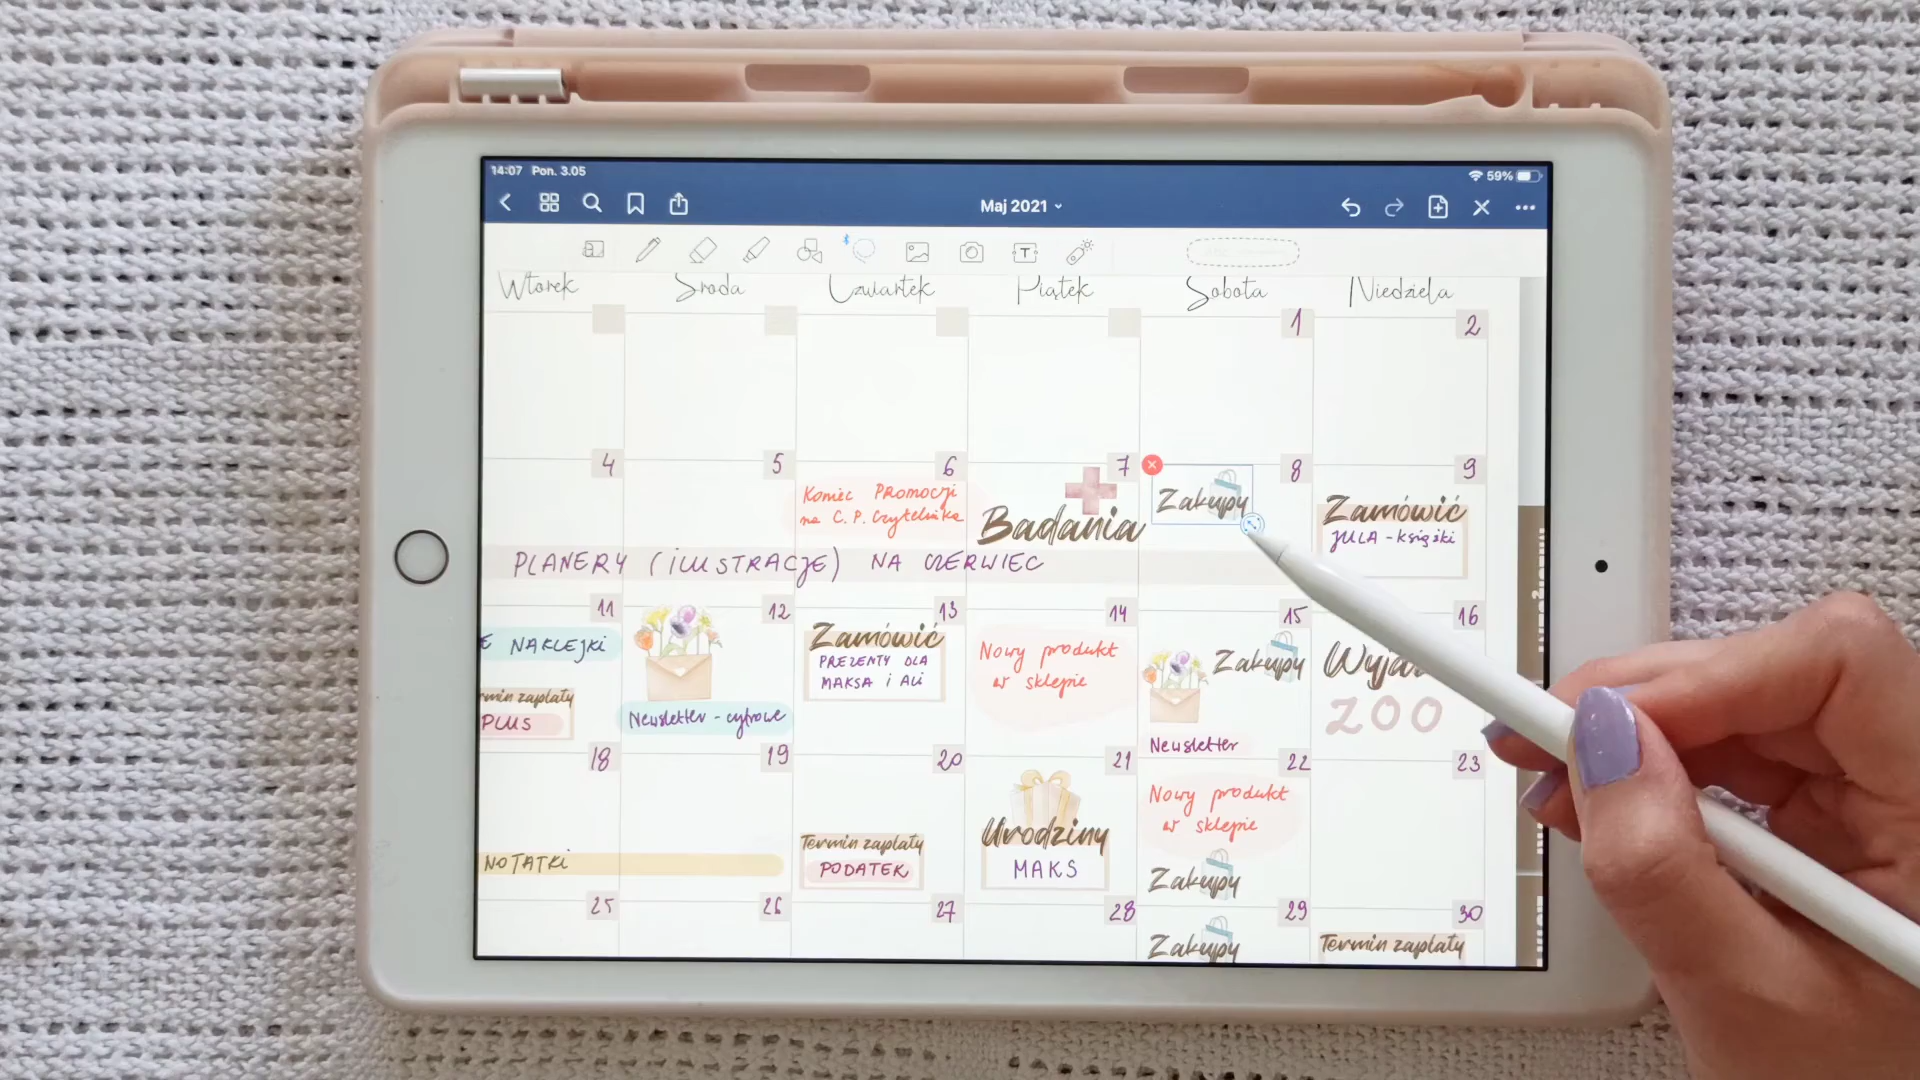 14:07 Pon. 3.05
59%
Maj 2021
Wtorek Środa Czwartek Piątek Sobota Niedziela
1 2
4 5 6 7 8 9
Koniec PROMOCJI
na C.P. Czytelnika
Badania
Zakupy
Zamówić
JULA - książki
PLANERY (ILUSTRACJE) NA CZERWIEC
11 12 13 14 15 16
E NAKLEJKI
rmin zapłaty
PLUS
Newsletter - cyfrowe
Zamówić
PREZENTY DLA
MAKSA i ALI
Nowy produkt
w sklepie
Zakupy
Newsletter
ZOO
18 19 20 21 22 23
NOTATKI
Termin zapłaty
PODATEK
Urodziny
MAKS
Nowy produkt
w sklepie
Zakupy
25 26 27 28 29 30
Zakupy
Termin zapłaty